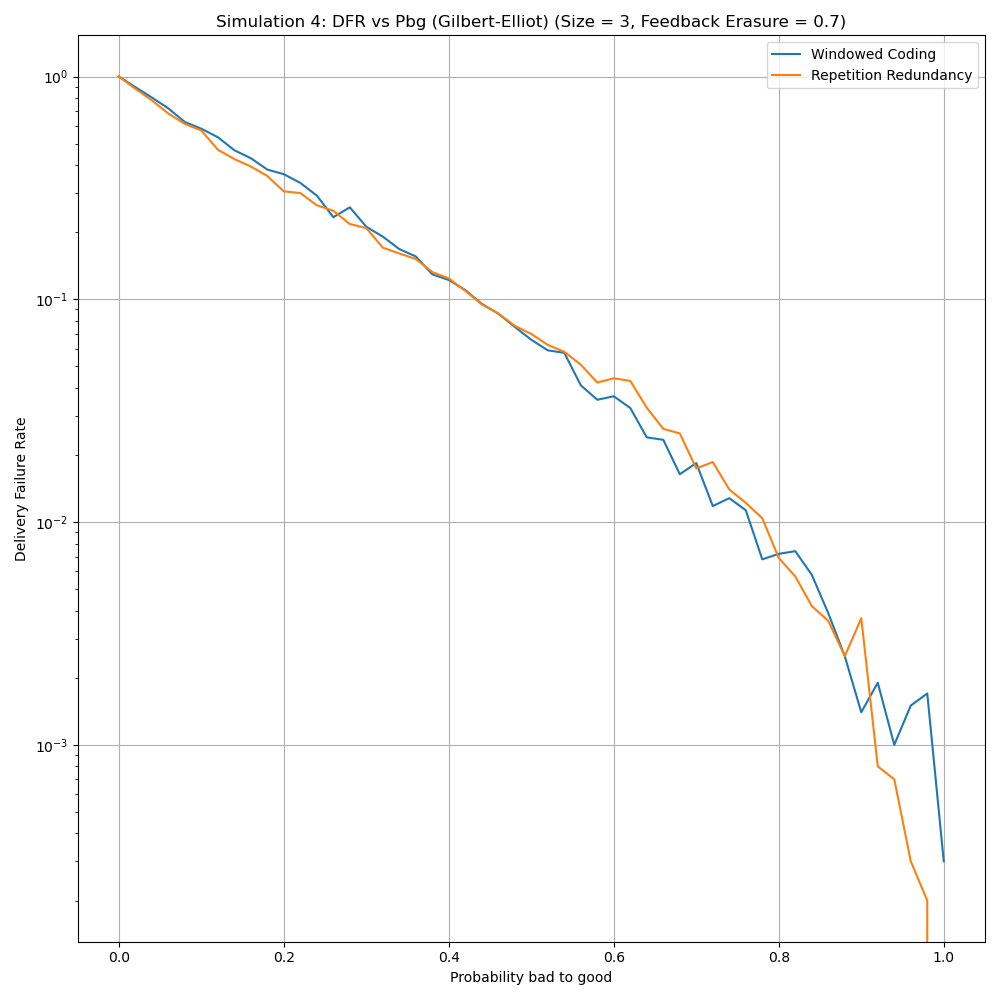 Simulation 4: DFR vs Pbg (Gilbert-Elliot) (Size = 3, Feedback Erasure = 0.7)
Windowed Coding
Repetition Redundancy
10⁰
10⁻¹
10⁻²
10⁻³
Delivery Failure Rate
0.0 0.2 0.4 0.6 0.8 1.0
Probability bad to good